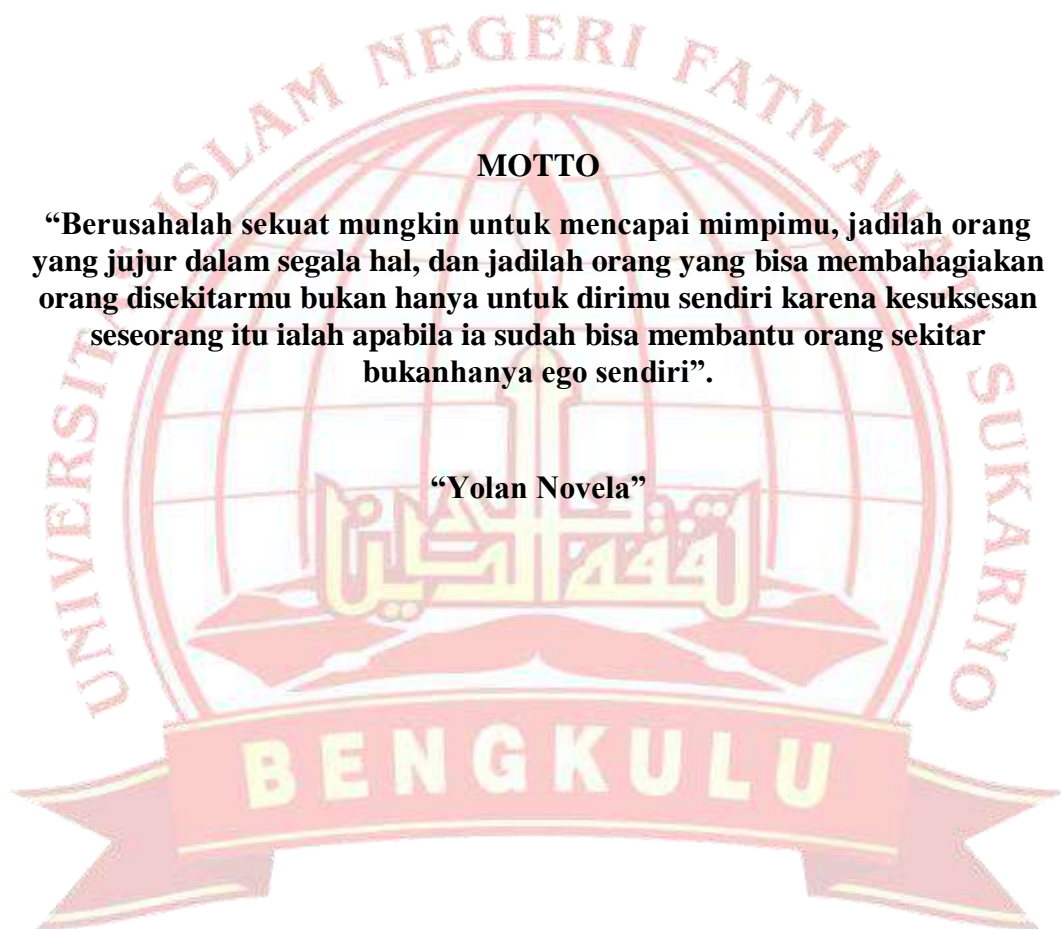 UNIVERSITAS ISLAM NEGERI FATMAWATI SUKARNO
MOTTO
“Berusahalah sekuat mungkin untuk mencapai mimpimu, jadilah orang
yang jujur dalam segala hal, dan jadilah orang yang bisa membahagiakan
orang disekitarmu bukan hanya untuk dirimu sendiri karena kesuksesan
seseorang itu ialah apabila ia sudah bisa membantu orang sekitar
bukanhanya ego sendiri”.
“Yolan Novela”
BENGKULU